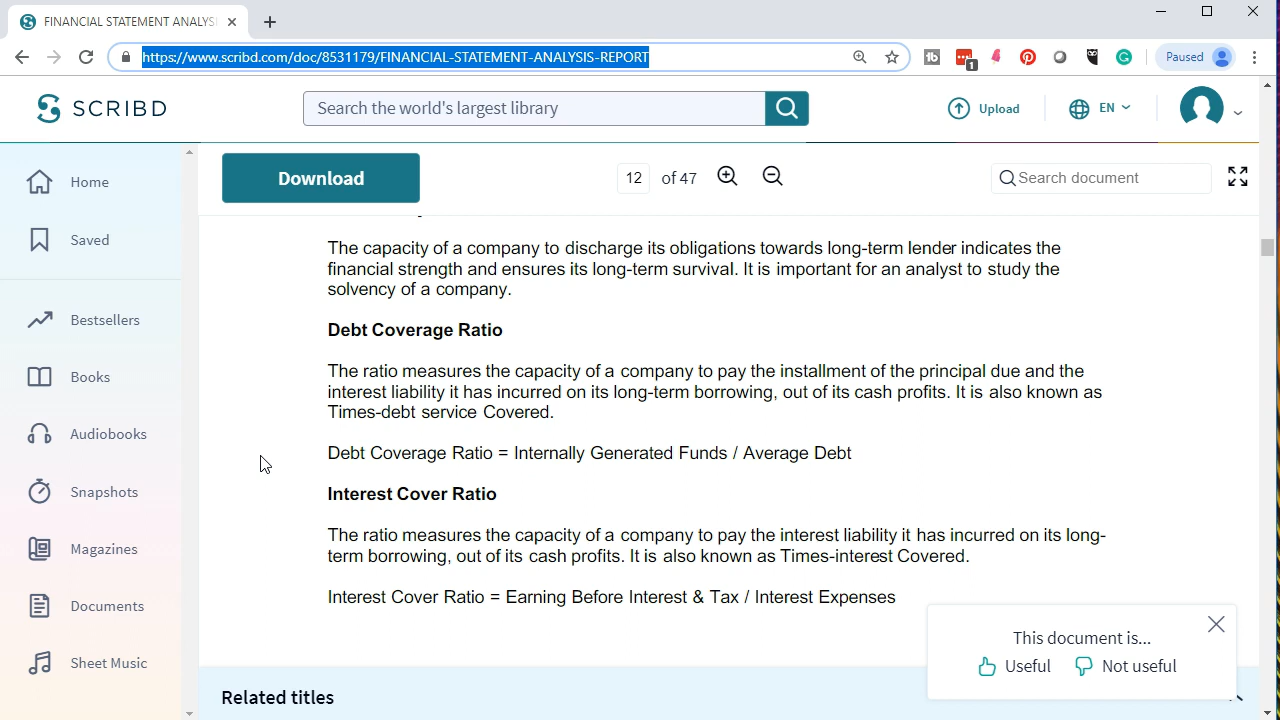 FINANCIAL STATEMENT ANALYS
https://www.scribd.com/doc/8531179/FINANCIAL-STATEMENT-ANALYSIS-REPORT
1
Paused
SCRIBD
Search the world's largest library
Upload
EN
Home
Saved
Bestsellers
Books
Audiobooks
Snapshots
Magazines
Documents
Sheet Music
Download
12 of 47
Search document
The capacity of a company to discharge its obligations towards long-term lender indicates the
financial strength and ensures its long-term survival. It is important for an analyst to study the
solvency of a company.
Debt Coverage Ratio
The ratio measures the capacity of a company to pay the installment of the principal due and the
interest liability it has incurred on its long-term borrowing, out of its cash profits. It is also known as
Times-debt service Covered.
Debt Coverage Ratio = Internally Generated Funds / Average Debt
Interest Cover Ratio
The ratio measures the capacity of a company to pay the interest liability it has incurred on its long-
term borrowing, out of its cash profits. It is also known as Times-interest Covered.
Interest Cover Ratio = Earning Before Interest & Tax / Interest Expenses
This document is...
Useful
Not useful
Related titles